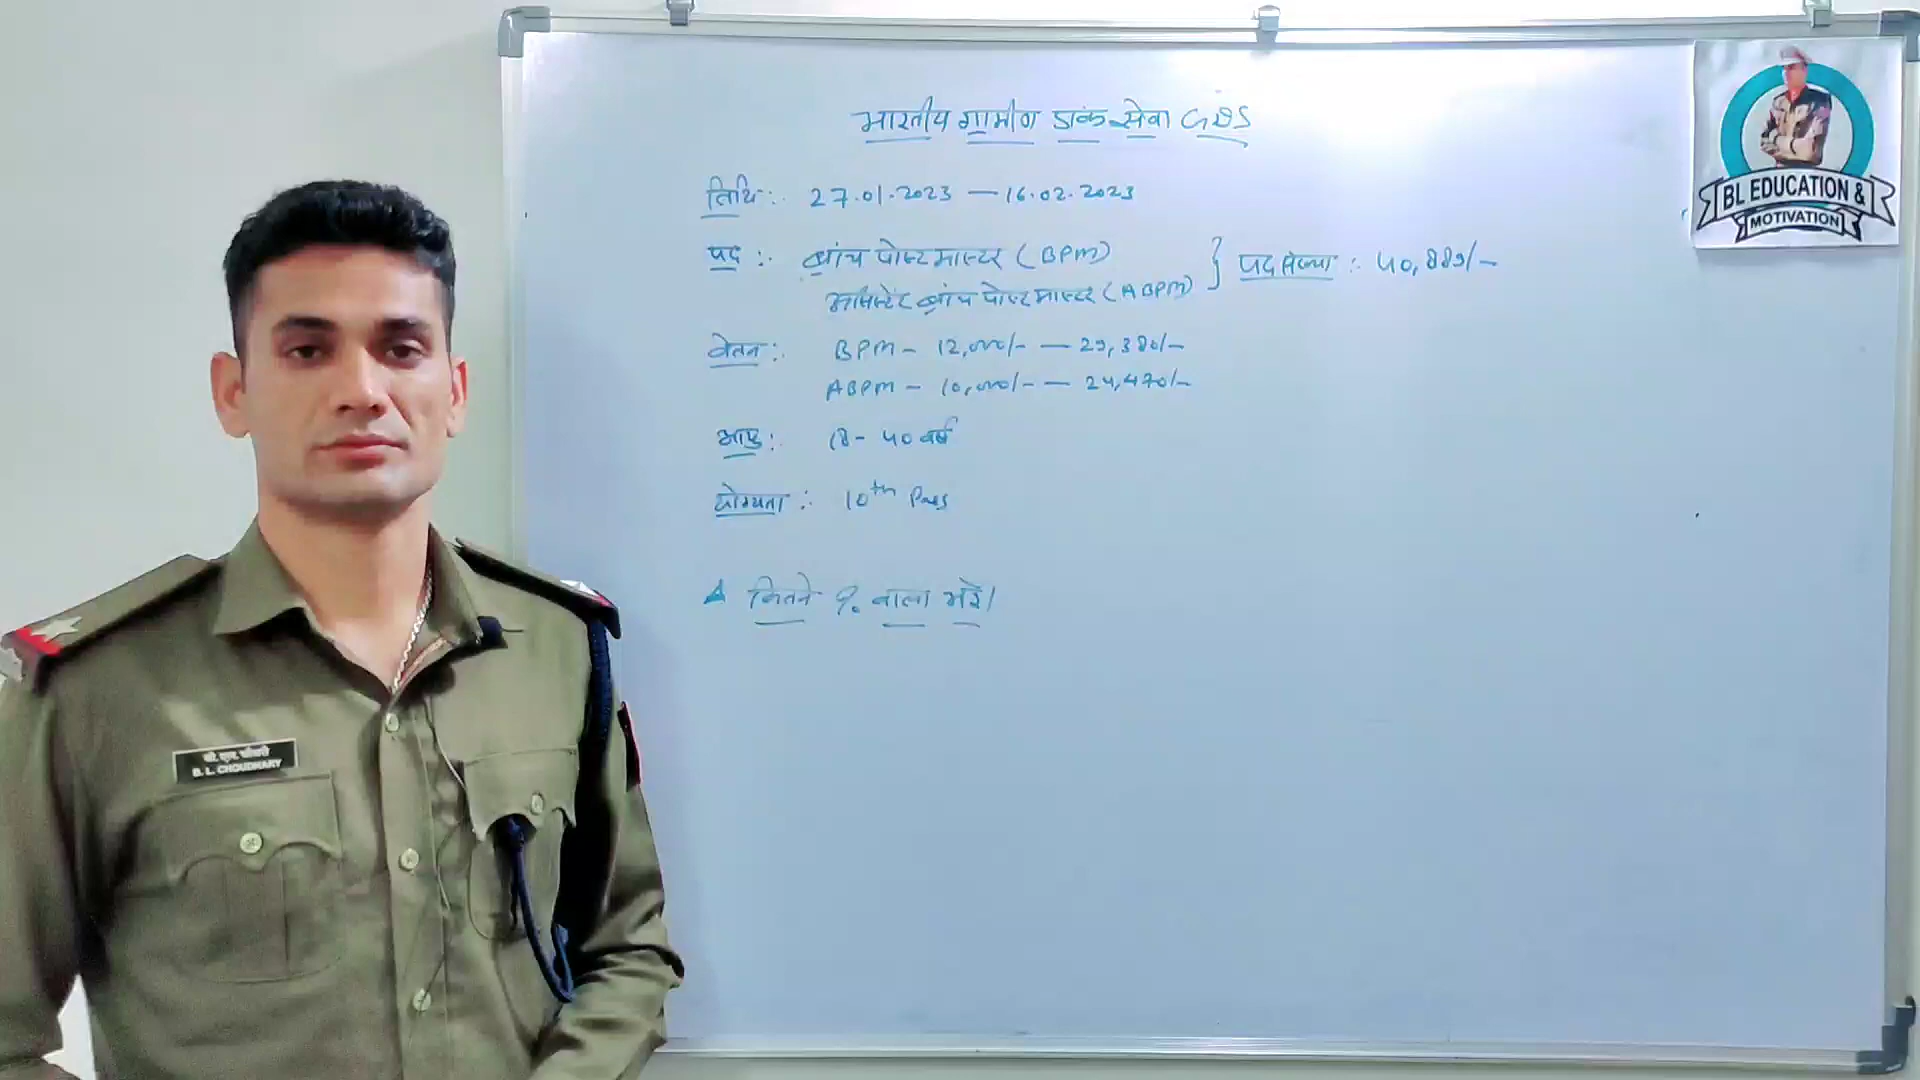 भारतीय ग्रामीण डाक सेवा GDS
तिथि :- 27.01.2023 — 16.02.2023
पद :- ब्रांच पोस्ट मास्टर (BPM)
असिस्टेंट ब्रांच पोस्ट मास्टर (ABPM)
पद संख्या :- 40,889/-
वेतन :- BPM - 12,000/- — 29,380/-
ABPM - 10,000/- — 24,470/-
आयु :- 18 - 40 वर्ष
योग्यता :- 10th Pass
कितने % वाला भरे।
BL EDUCATION &
MOTIVATION
बी.एल. चौधरी
B. L. CHOUDHARY